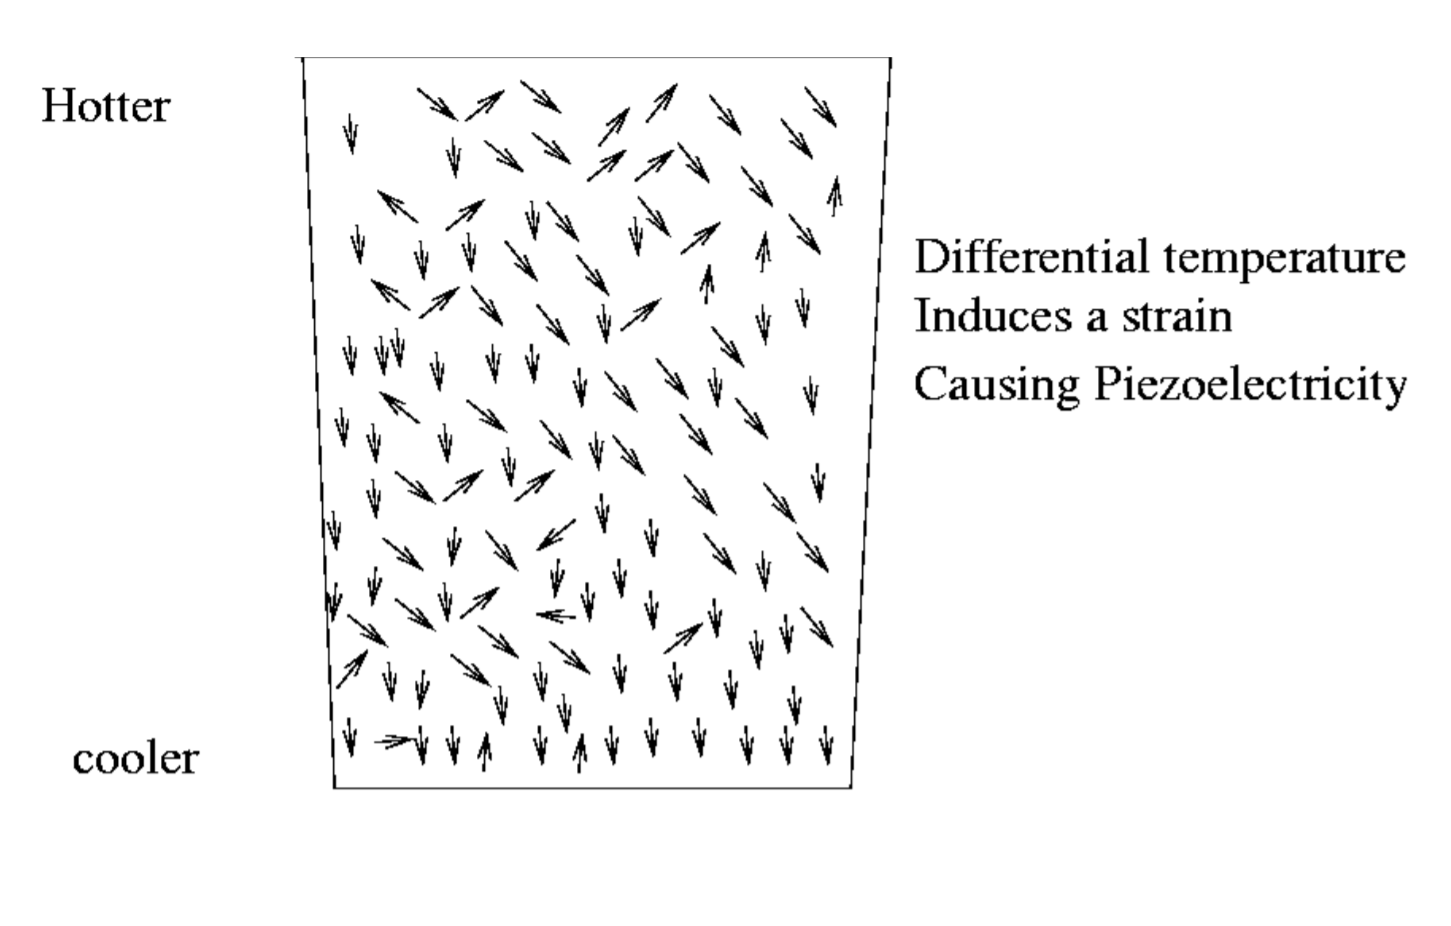 Hotter
Differential temperature
Induces a strain
Causing Piezoelectricity
cooler